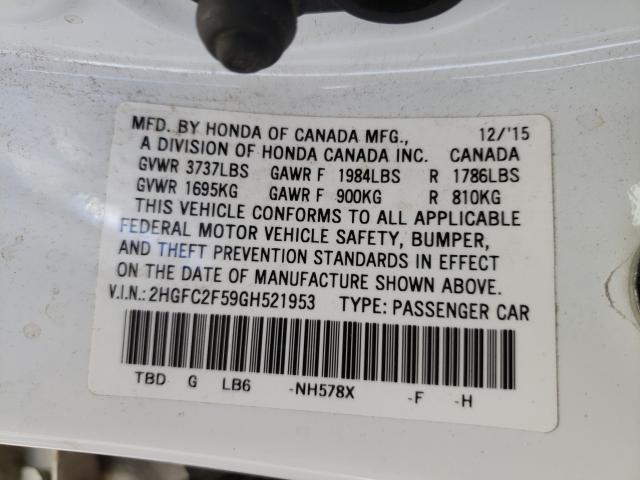 MFD. BY HONDA OF CANADA MFG., 12/'15
A DIVISION OF HONDA CANADA INC. CANADA
GVWR 3737LBS GAWR F 1984LBS R 1786LBS
GVWR 1695KG GAWR F 900KG R 810KG
THIS VEHICLE CONFORMS TO ALL APPLICABLE
FEDERAL MOTOR VEHICLE SAFETY, BUMPER,
AND THEFT PREVENTION STANDARDS IN EFFECT
ON THE DATE OF MANUFACTURE SHOWN ABOVE.
V.I.N.: 2HGFC2F59GH521953 TYPE: PASSENGER CAR
TBD G LB6 -NH578X -F -H